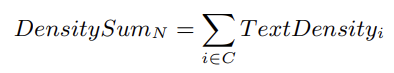 DensitySum_N = \sum_{i \in C} TextDensity_i